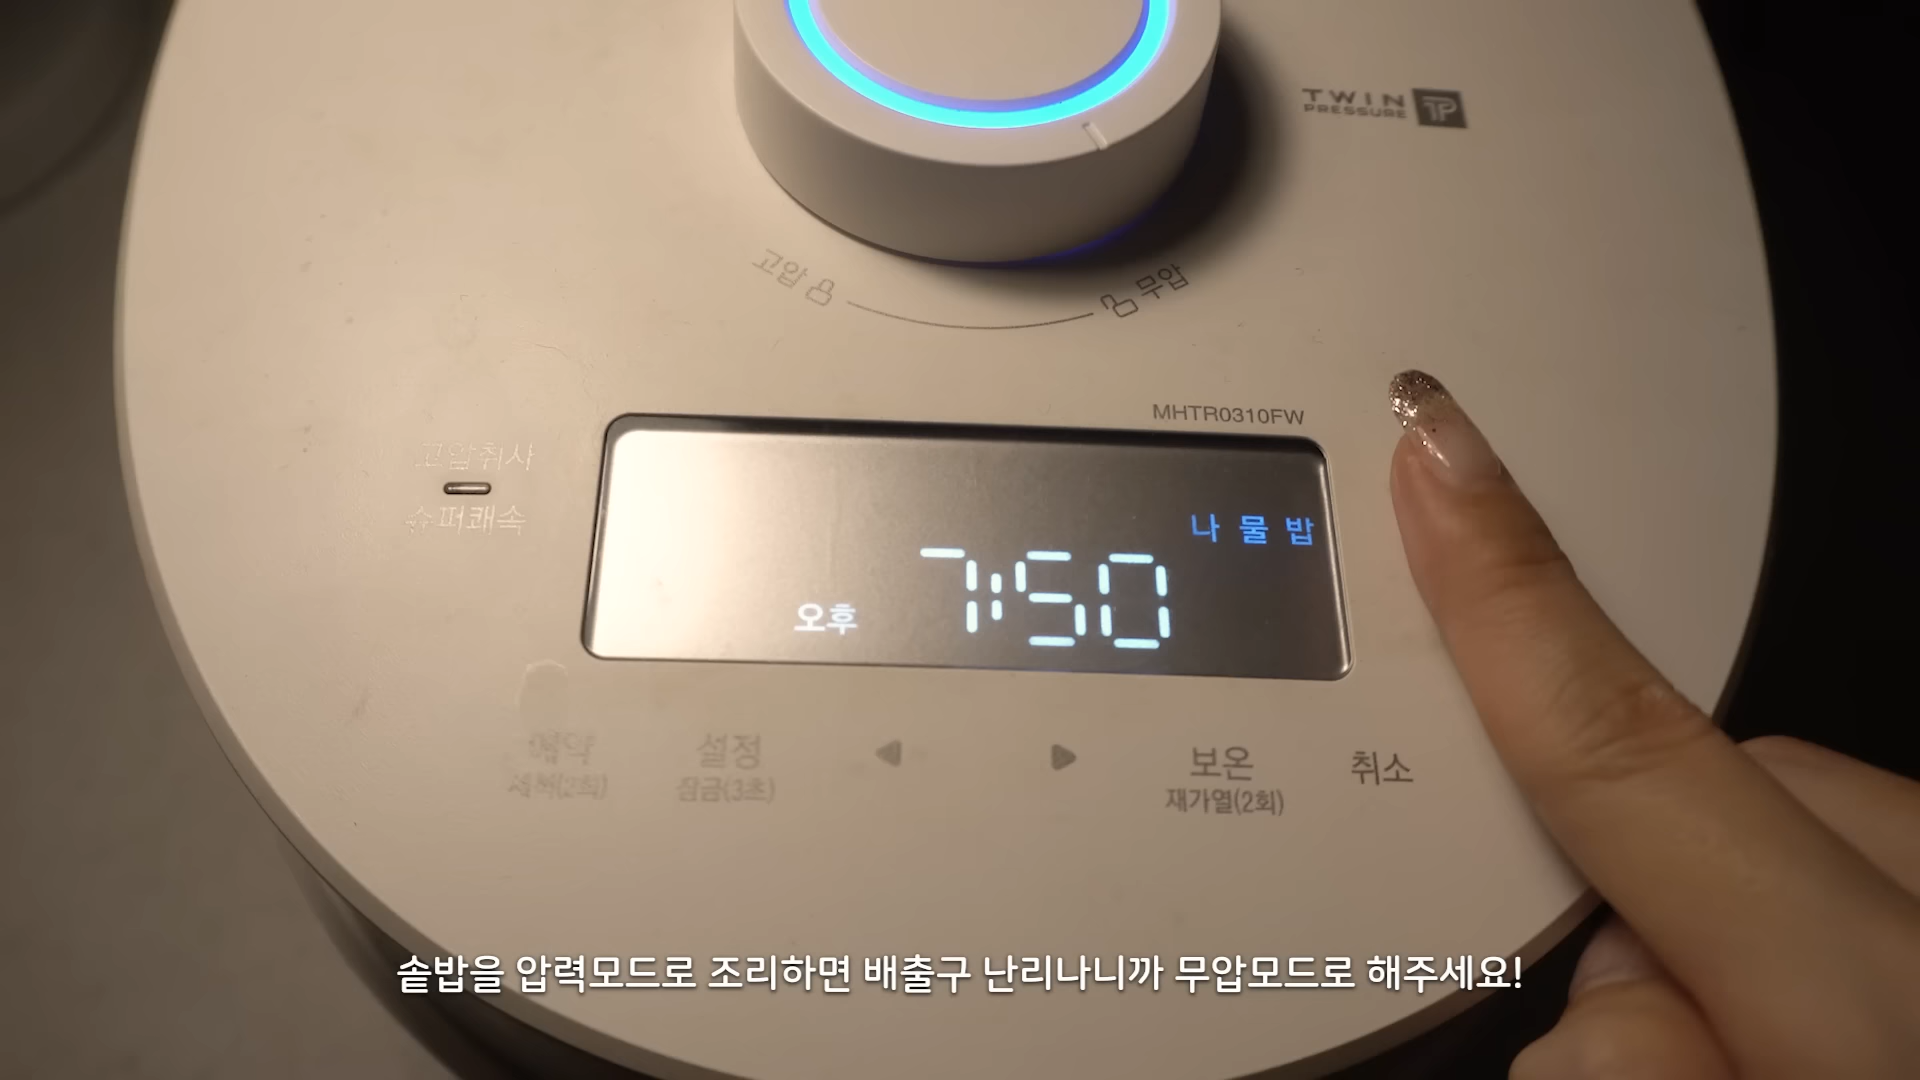 TWIN
PRESSURE
고압
무압
MHTR0310FW
고압취사
슈퍼쾌속
나물밥
오후 7:50
예약
설정
잠금(3초)
보온
재가열(2회)
취소
솥밥을 압력모드로 조리하면 배출구 난리나니까 무압모드로 해주세요!